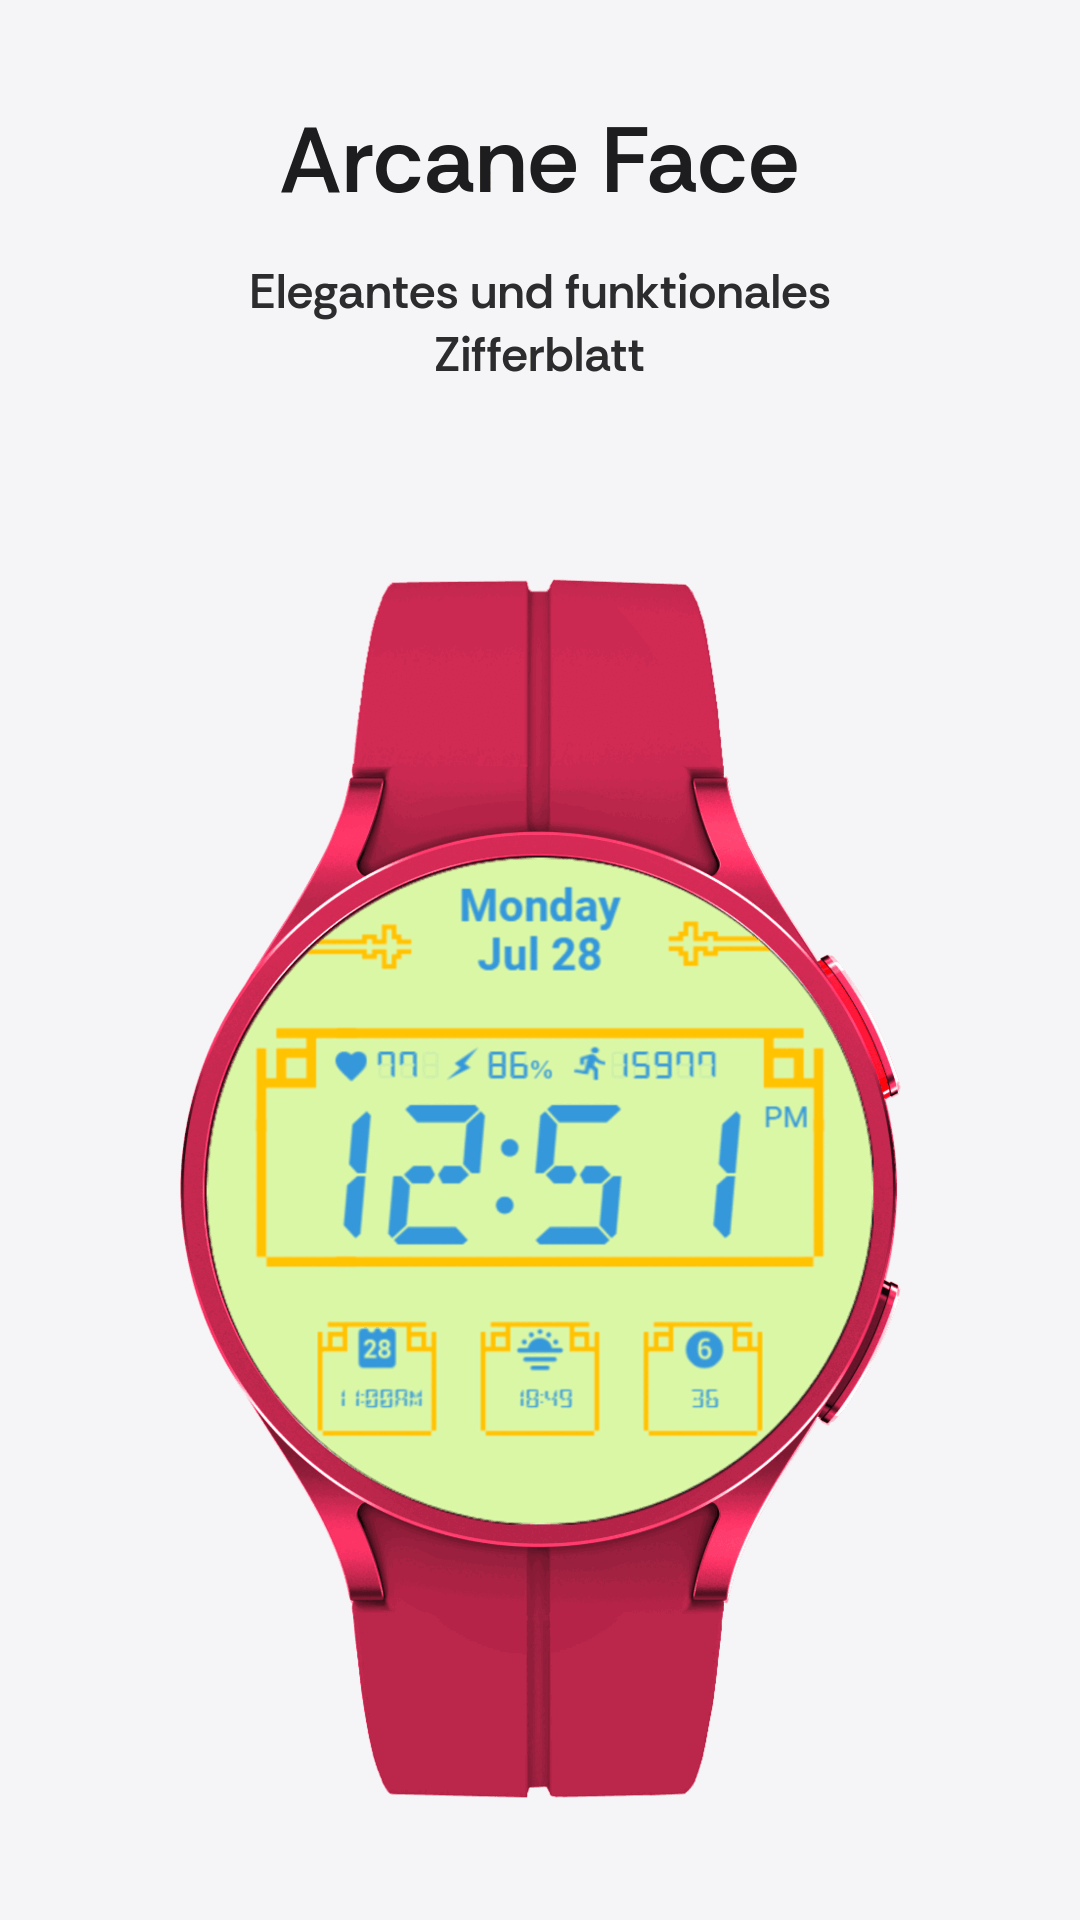 Arcane Face
Elegantes und funktionales
Zifferblatt
Monday
Jul 28
77 86% 15977
12:51 PM
28 6
11:00AM 18:49 36